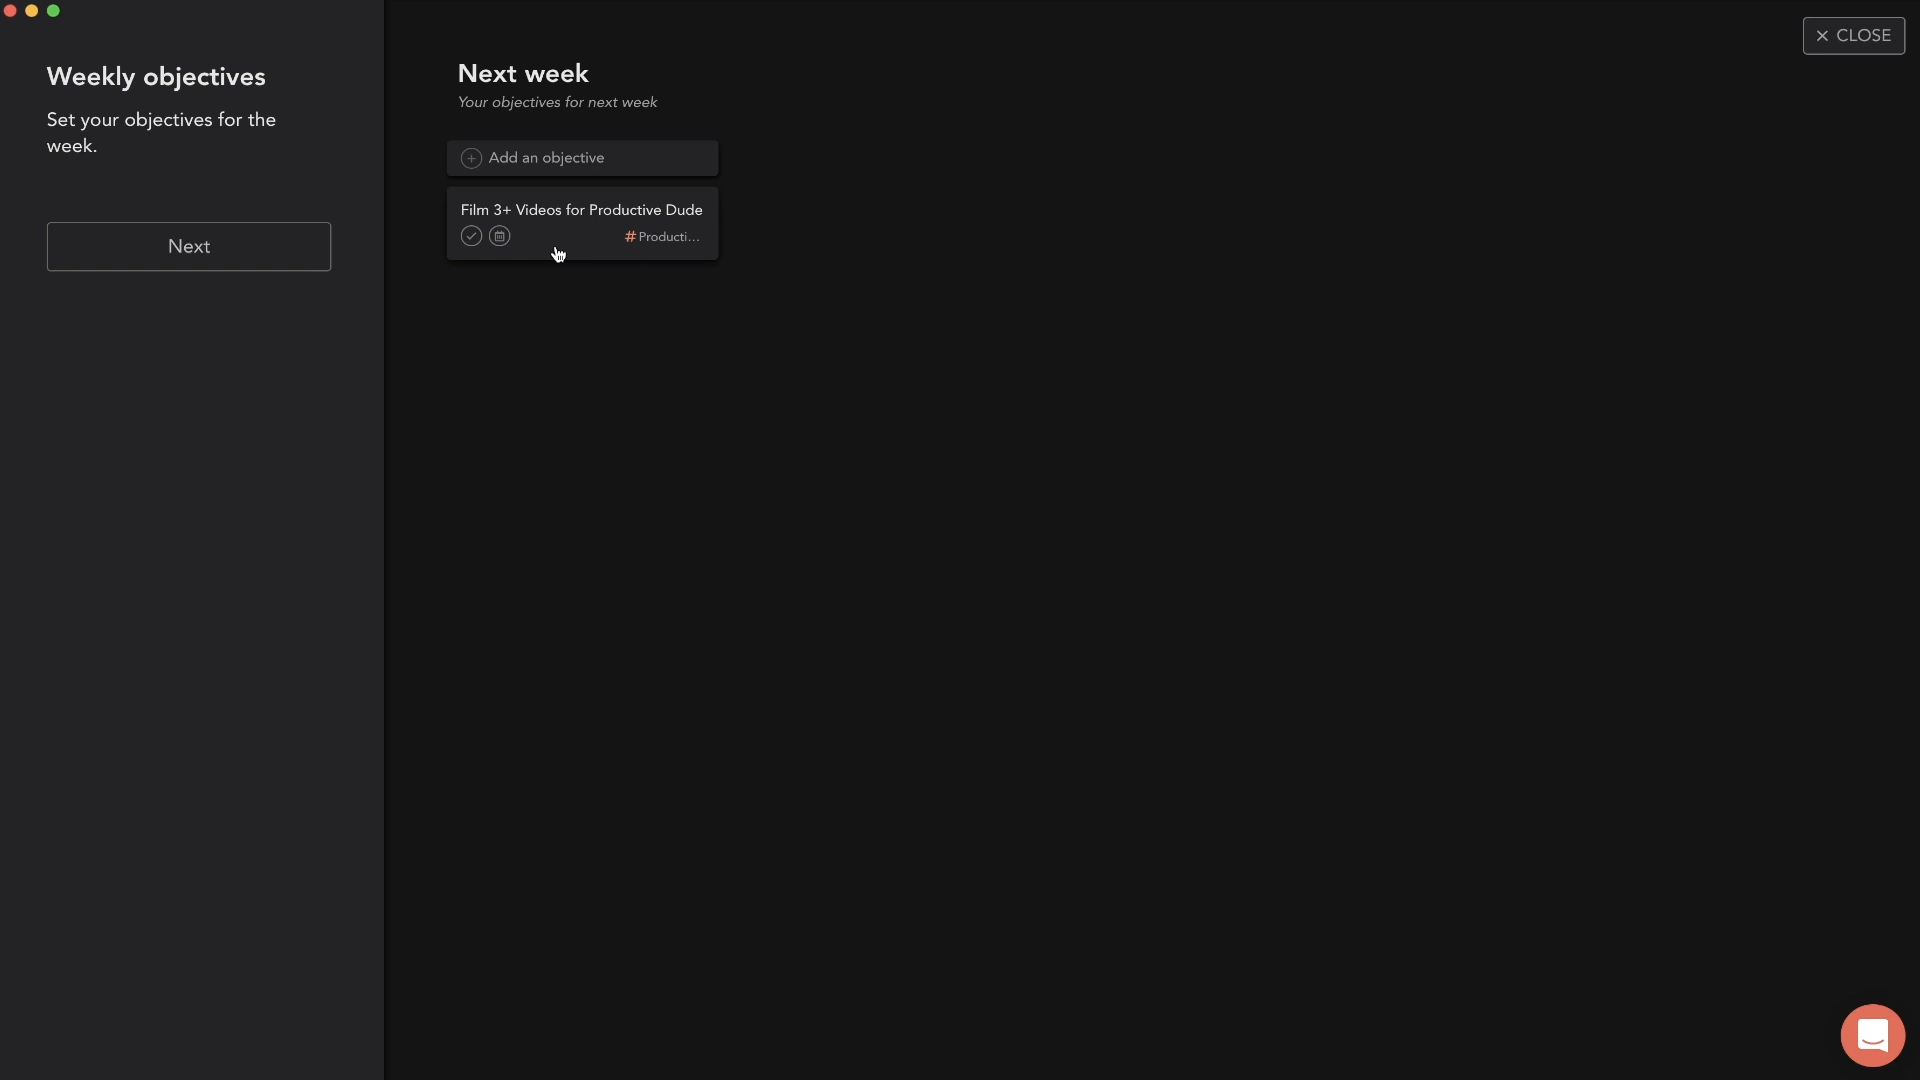 Weekly objectives
Set your objectives for the
week.
Next
CLOSE
Next week
Your objectives for next week
Add an objective
Film 3+ Videos for Productive Dude
#Producti...